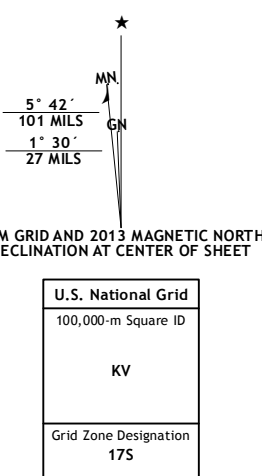 MN
5° 42´
101 MILS
GN
1° 30´
27 MILS
M GRID AND 2013 MAGNETIC NORTH
ECLINATION AT CENTER OF SHEET
U.S. National Grid
100,000-m Square ID
KV
Grid Zone Designation
17S